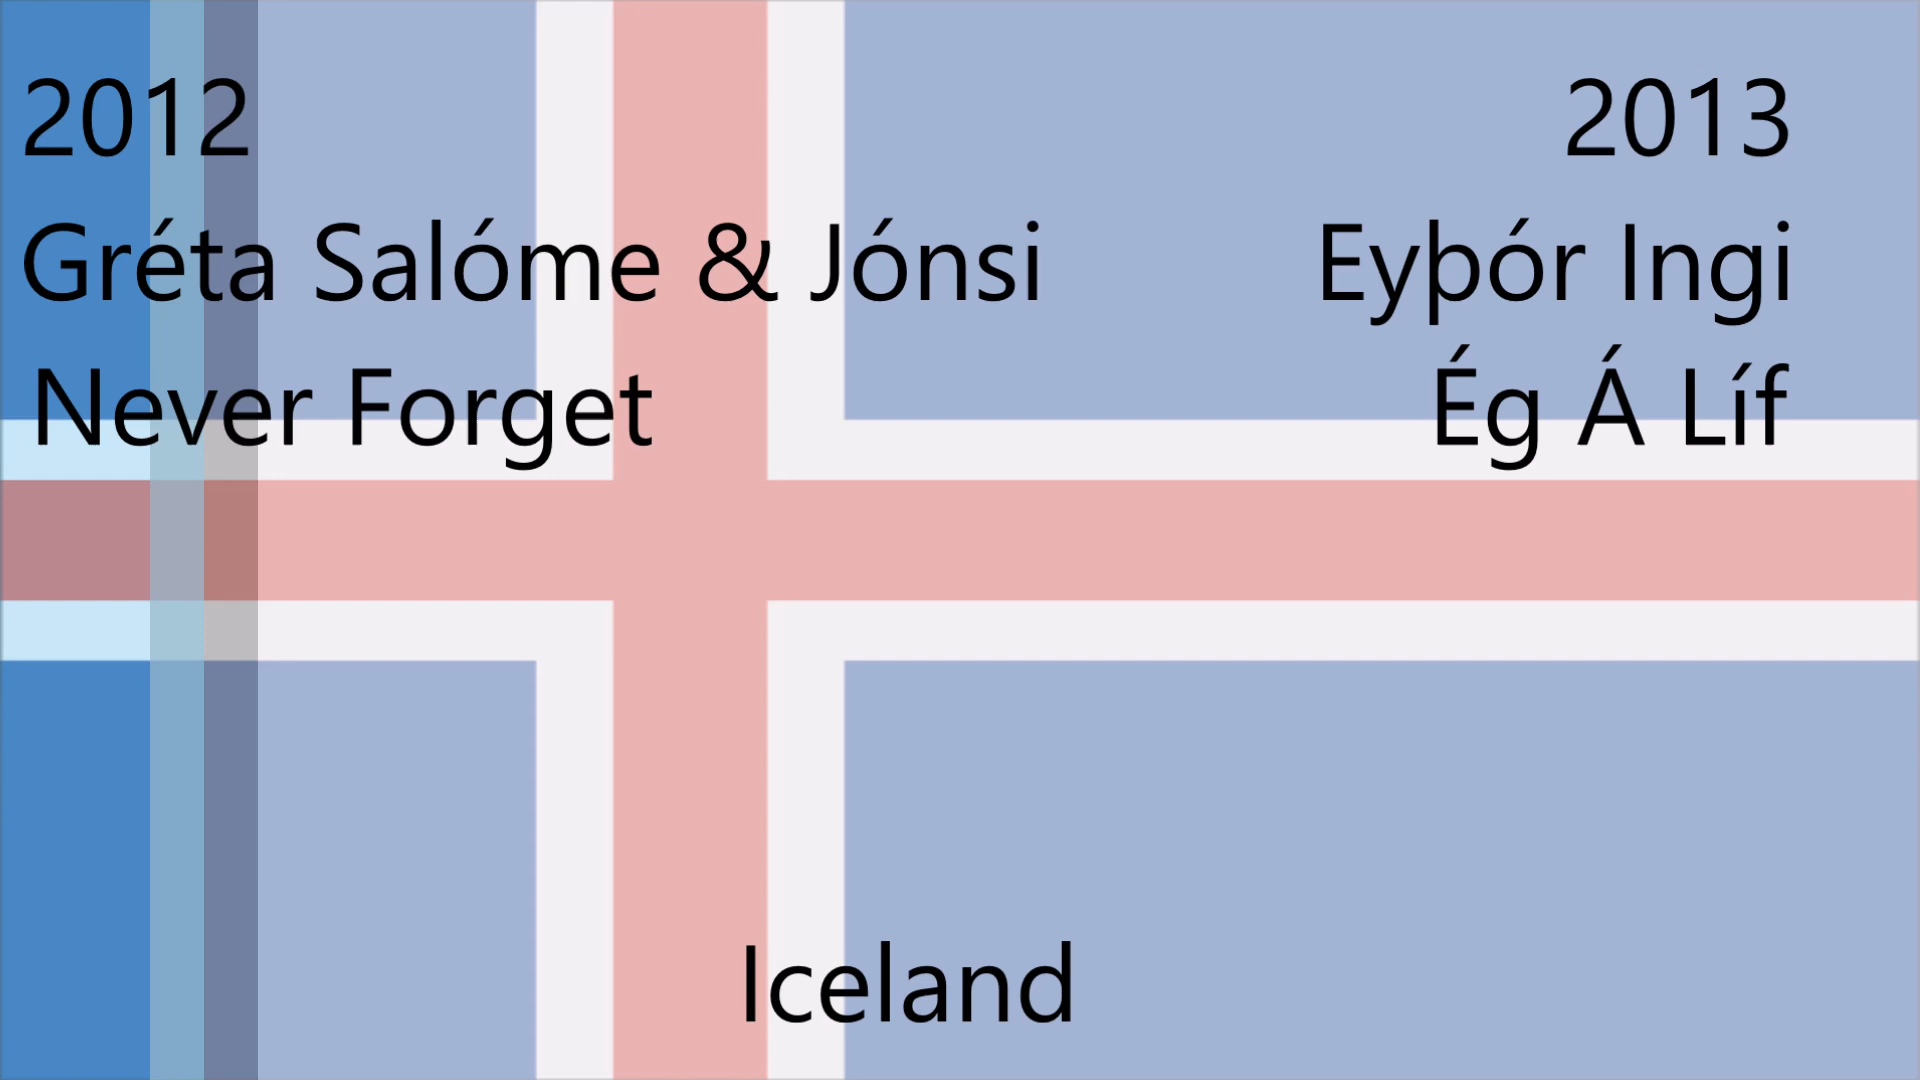 2012
Gréta Salóme & Jónsi
Never Forget
2013
Eyþór Ingi
Ég Á Líf
Iceland